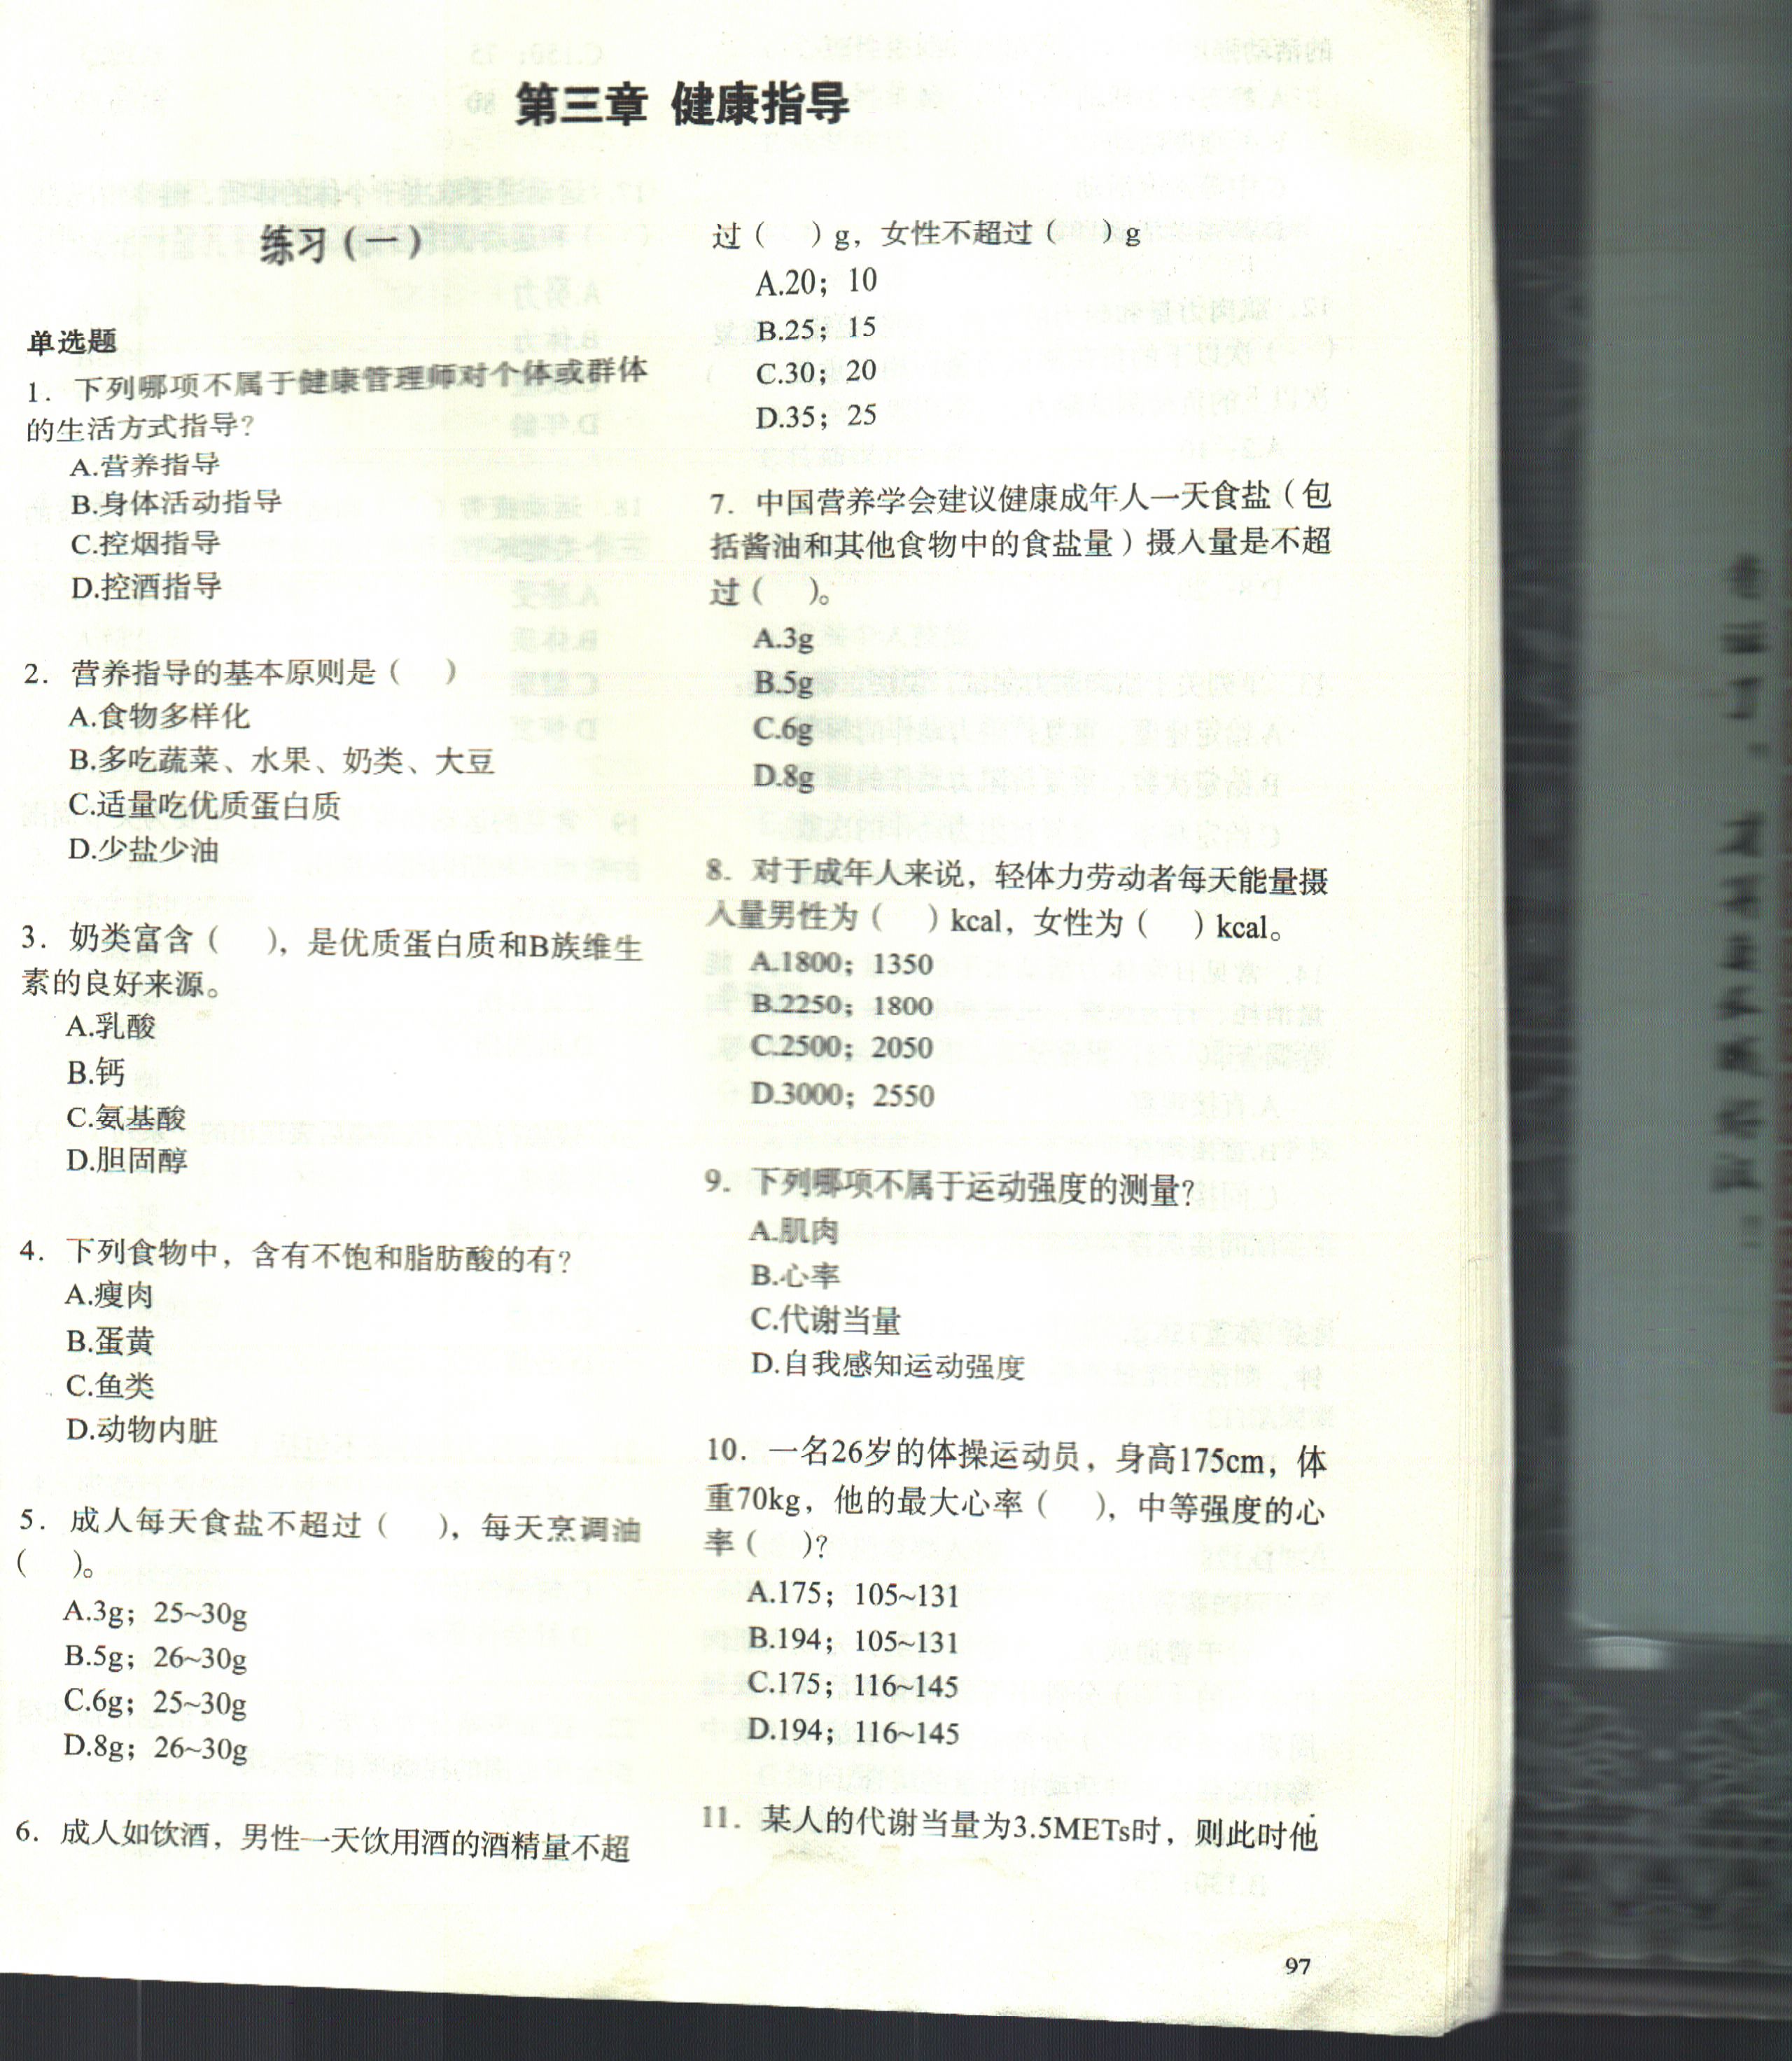 第三章 健康指导
练习(一)
单选题
1. 下列哪项不属于健康管理师对个体或群体
的生活方式指导?
A.营养指导
B.身体活动指导
C.控烟指导
D.控酒指导
2. 营养指导的基本原则是( )
A.食物多样化
B.多吃蔬菜、水果、奶类、大豆
C.适量吃优质蛋白质
D.少盐少油
3. 奶类富含( ),是优质蛋白质和B族维生
素的良好来源。
A.乳酸
B.钙
C.氨基酸
D.胆固醇
4. 下列食物中,含有不饱和脂肪酸的有?
A.瘦肉
B.蛋黄
C.鱼类
D.动物内脏
5. 成人每天食盐不超过( ),每天烹调油
( )。
A.3g;25~30g
B.5g;26~30g
C.6g;25~30g
D.8g;26~30g
6. 成人如饮酒,男性一天饮用酒的酒精量不超
过( )g,女性不超过( )g
A.20;10
B.25;15
C.30;20
D.35;25
7. 中国营养学会建议健康成年人一天食盐(包
括酱油和其他食物中的食盐量)摄入量是不超
过( )。
A.3g
B.5g
C.6g
D.8g
8. 对于成年人来说,轻体力劳动者每天能量摄
入量男性为( )kcal,女性为( )kcal。
A.1800;1350
B.2250;1800
C.2500;2050
D.3000;2550
9. 下列哪项不属于运动强度的测量?
A.肌肉
B.心率
C.代谢当量
D.自我感知运动强度
10. 一名26岁的体操运动员,身高175cm,体
重70kg,他的最大心率( ),中等强度的心
率( )?
A.175;105~131
B.194;105~131
C.175;116~145
D.194;116~145
11. 某人的代谢当量为3.5METs时,则此时他
97